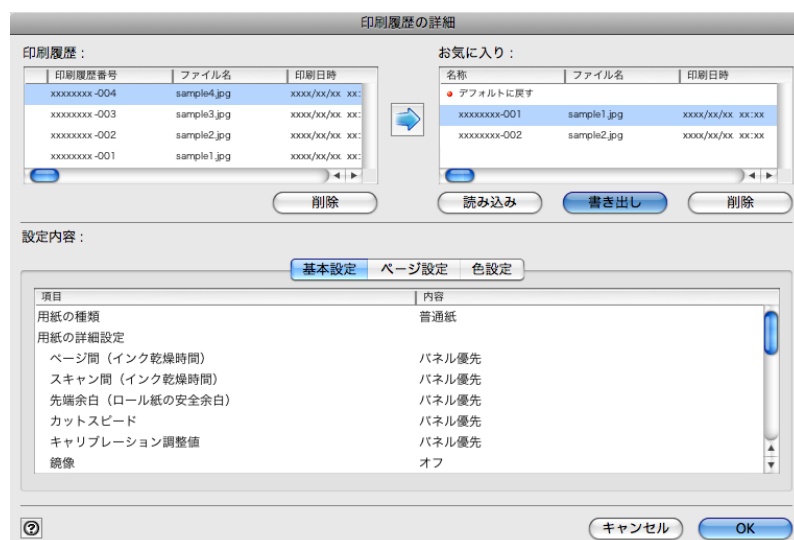 印刷履歴の詳細
印刷履歴：
印刷履歴番号 ファイル名 印刷日時
xxxxxxxx -004 sample4.jpg xxxx/xx/xx xx:
xxxxxxxx -003 sample3.jpg xxxx/xx/xx xx:
xxxxxxxx -002 sample2.jpg xxxx/xx/xx xx:
xxxxxxxx -001 sample1.jpg xxxx/xx/xx xx:
削除
お気に入り：
名称 ファイル名 印刷日時
デフォルトに戻す
xxxxxxxx-001 sample1.jpg xxxx/xx/xx xx:xx
xxxxxxxx-002 sample2.jpg xxxx/xx/xx xx:xx
読み込み 書き出し 削除
設定内容：
基本設定 ページ設定 色設定
項目 内容
用紙の種類 普通紙
用紙の詳細設定
ページ間（インク乾燥時間） パネル優先
スキャン間（インク乾燥時間） パネル優先
先端余白（ロール紙の安全余白） パネル優先
カットスピード パネル優先
キャリブレーション調整値 パネル優先
鏡像 オフ
? キャンセル OK